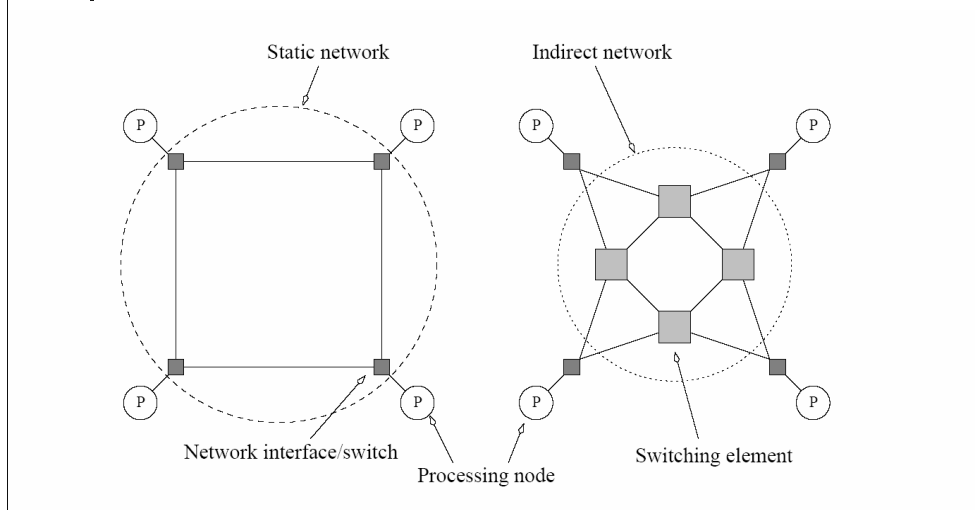 Static network
Indirect network
P
P
P
P
P
P
P
P
Network interface/switch
Switching element
Processing node